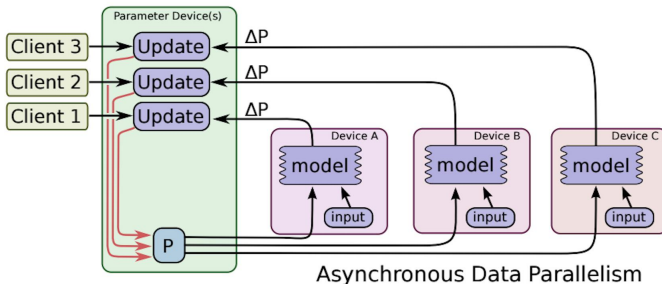 Parameter Device(s)
Client 3
Update
ΔP
Client 2
Update
ΔP
Client 1
Update
ΔP
Device A
Device B
Device C
model
model
model
input
input
input
P
Asynchronous Data Parallelism